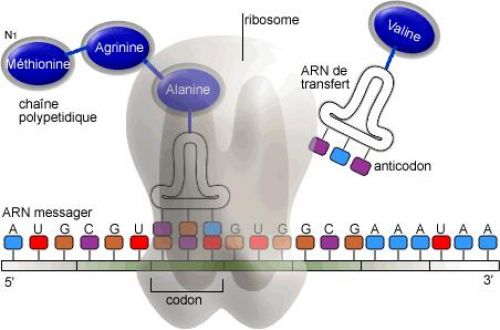 N1
Méthionine
Agrinine
Alanine
Valine
ribosome
chaîne
polypetidique
ARN de
transfert
anticodon
ARN messager
A U G C G U G U G G C G A A A U A A
5'
codon
3'